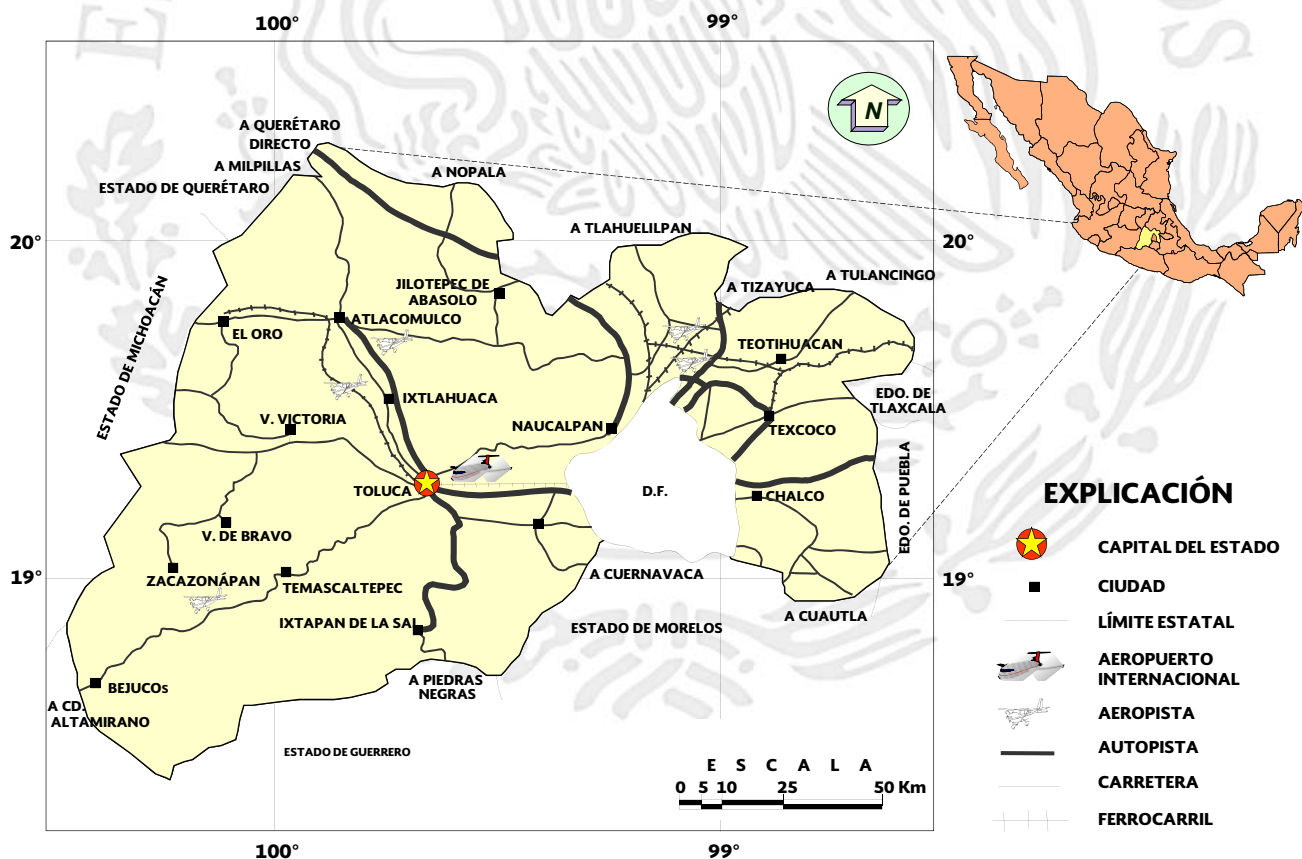 100°
99°
N
A QUERÉTARO
DIRECTO
A MILPILLAS
ESTADO DE QUERÉTARO
A NOPALA
A TLAHUELILPAN
20°
20°
A TULANCINGO
A TIZAYUCA
JILOTEPEC DE
ABASOLO
ATLACOMULCO
EL ORO
TEOTIHUACAN
ESTADO DE MICHOACÁN
IXTLAHUACA
EDO. DE
TLAXCALA
V. VICTORIA
NAUCALPAN
TEXCOCO
TOLUCA
D.F.
CHALCO
EDO. DE PUEBLA
V. DE BRAVO
ZACAZONÁPAN
TEMASCALTEPEC
A CUERNAVACA
19°
19°
IXTAPAN DE LA SAL
ESTADO DE MORELOS
A CUAUTLA
A PIEDRAS
NEGRAS
BEJUCOs
A CD.
ALTAMIRANO
ESTADO DE GUERRERO
E S C A L A
0 5 10 25 50 Km
100°
99°
EXPLICACIÓN
CAPITAL DEL ESTADO
CIUDAD
LÍMITE ESTATAL
AEROPUERTO
INTERNACIONAL
AEROPISTA
AUTOPISTA
CARRETERA
FERROCARRIL